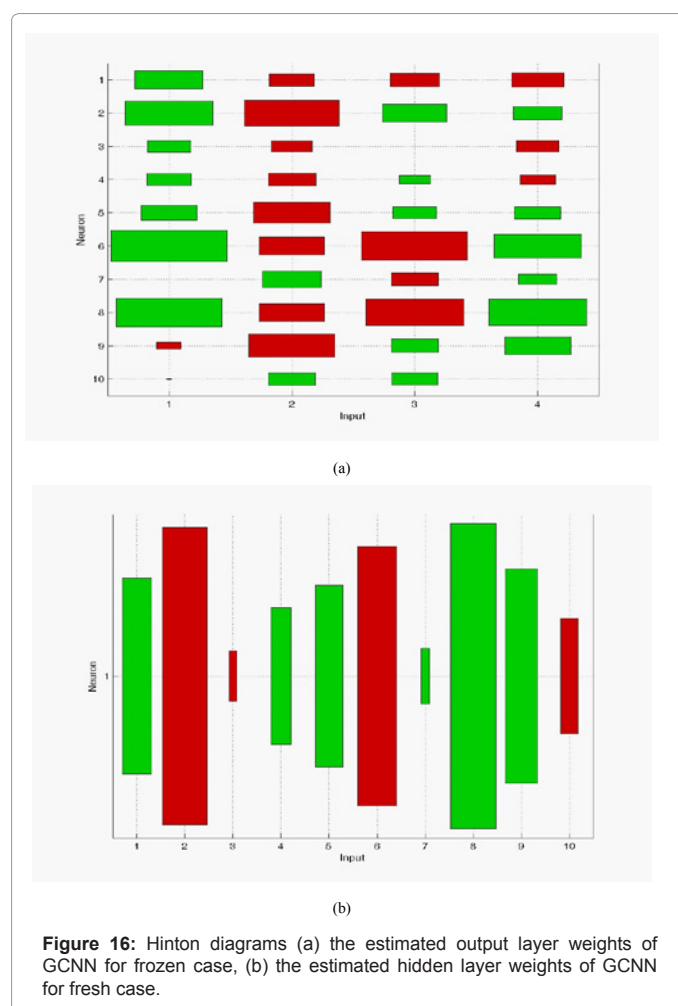 1
2
3
4
5
6
7
8
9
10
Neuron
1 2 3 4
Input
(a)
Neuron
1
1 2 3 4 5 6 7 8 9 10
Input
(b)
Figure 16: Hinton diagrams (a) the estimated output layer weights of
GCNN for frozen case, (b) the estimated hidden layer weights of GCNN
for fresh case.